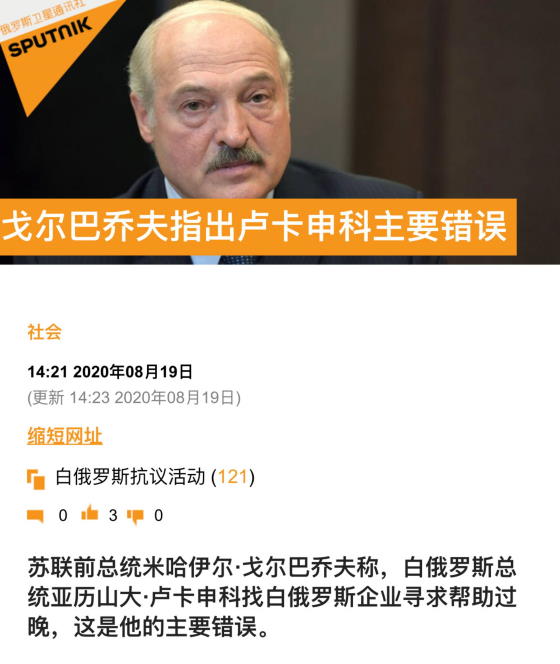 俄罗斯卫星通讯社
SPUTNIK
戈尔巴乔夫指出卢卡申科主要错误
社会
14:21 2020年08月19日
(更新 14:23 2020年08月19日)
缩短网址
白俄罗斯抗议活动 (121)
0 3 0
苏联前总统米哈伊尔·戈尔巴乔夫称，白俄罗斯总
统亚历山大·卢卡申科找白俄罗斯企业寻求帮助过
晚，这是他的主要错误。